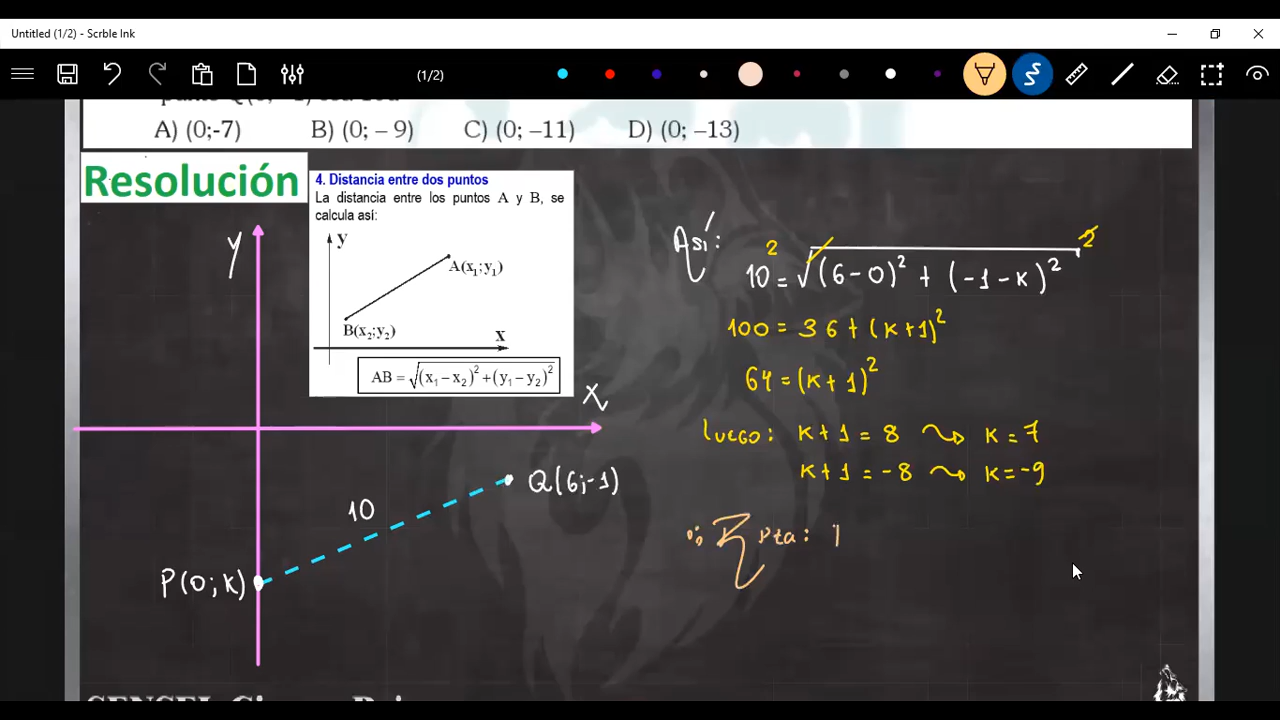 Untitled (1/2) - Scrble Ink
(1/2)
A) (0;-7) B) (0; – 9) C) (0; –11) D) (0; –13)
Resolución
4. Distancia entre dos puntos
La distancia entre los puntos A y B, se
calcula así:
y
A(x₁;y₁)
B(x₂;y₂)
x
AB = √(x₁ – x₂)² + (y₁ – y₂)²
Y
X
10
Q(6;-1)
P(0;K)
Así:
10² = √(6-0)² + (-1-K)² ²
100 = 36 + (K+1)²
64 = (K+1)²
Luego: K+1 = 8 ⤳ K = 7
K+1 = -8 ⤳ K = -9
∴ Rpta: